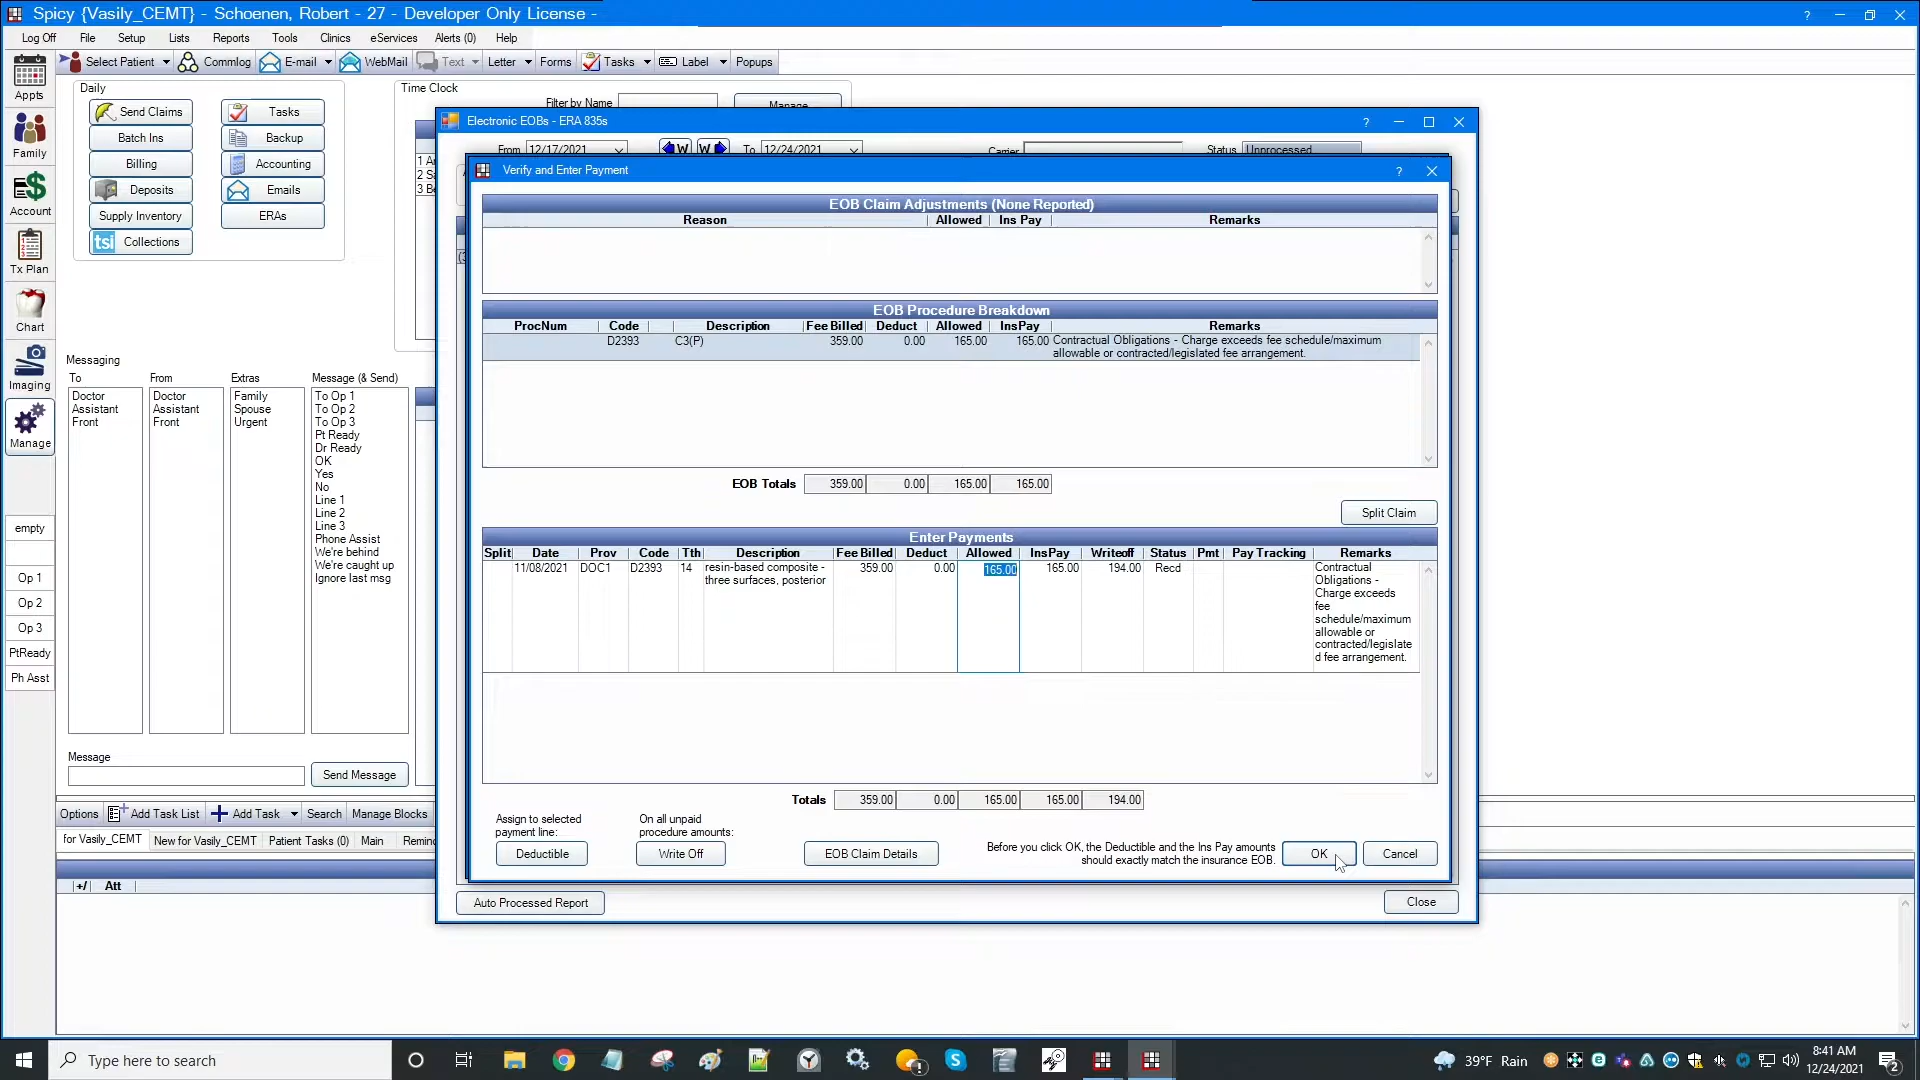 Spicy {Vasily_CEMT} - Schoenen, Robert - 27 - Developer Only License -
Log Off File Setup Lists Reports Tools Clinics eServices Alerts (0) Help
Select Patient Commlog E-mail WebMail Text Letter Forms Tasks Label Popups
Appts
Family
Account
Tx Plan
Chart
Imaging
Manage
empty
Op 1
Op 2
Op 3
PtReady
Ph Asst
Daily
Send Claims Tasks
Batch Ins Backup
Billing Accounting
Deposits Emails
Supply Inventory ERAs
tsi Collections
Time Clock
Filter by Name Manage
Messaging
To From Extras Message (& Send)
Doctor
Assistant
Front
Doctor
Assistant
Front
Family
Spouse
Urgent
To Op 1
To Op 2
To Op 3
Pt Ready
Dr Ready
OK
Yes
No
Line 1
Line 2
Line 3
Phone Assist
We're behind
We're caught up
Ignore last msg
Message
Send Message
Options Add Task List Add Task Search Manage Blocks
for Vasily_CEMT New for Vasily_CEMT Patient Tasks (0) Main
+/ Att
Electronic EOBs - ERA 835s
From 12/17/2021 W W To 12/24/2021 Carrier Status Unprocessed
Verify and Enter Payment
EOB Claim Adjustments (None Reported)
Reason Allowed Ins Pay Remarks
EOB Procedure Breakdown
ProcNum Code Description Fee Billed Deduct Allowed InsPay Remarks
D2393 C3(P) 359.00 0.00 165.00 165.00 Contractual Obligations - Charge exceeds fee schedule/maximum
allowable or contracted/legislated fee arrangement.
EOB Totals 359.00 0.00 165.00 165.00
Split Claim
Enter Payments
Split Date Prov Code Tth Description Fee Billed Deduct Allowed InsPay Writeoff Status Pmt Pay Tracking Remarks
11/08/2021 DOC1 D2393 14 resin-based composite - 359.00 0.00 165.00 165.00 194.00 Recd Contractual
three surfaces, posterior Obligations -
Charge exceeds
fee
schedule/maximum
allowable or
contracted/legislate
d fee arrangement.
Totals 359.00 0.00 165.00 165.00 194.00
Assign to selected
payment line:
Deductible
On all unpaid
procedure amounts:
Write Off
EOB Claim Details
Before you click OK, the Deductible and the Ins Pay amounts
should exactly match the insurance EOB.
OK Cancel
Auto Processed Report Close
Type here to search
39°F Rain
8:41 AM
12/24/2021
2